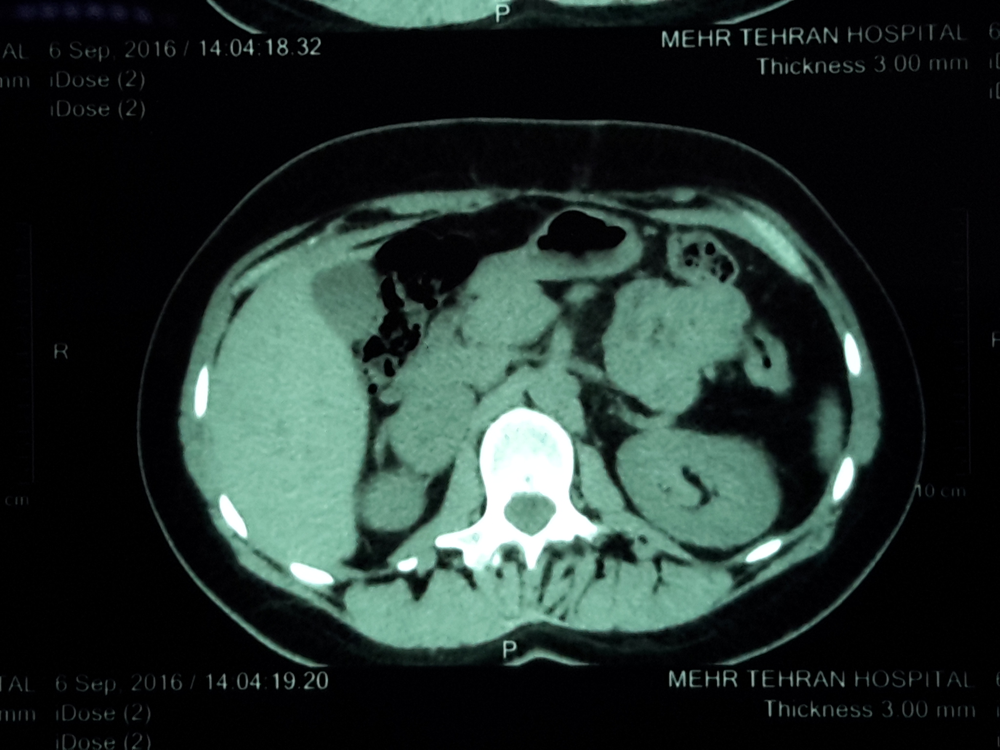 P
AL 6 Sep, 2016 / 14:04:18.32
mm iDose (2)
iDose (2)
MEHR TEHRAN HOSPITAL 6
Thickness 3.00 mm
R
cm
10 cm
P
TAL 6 Sep, 2016 / 14:04:19.20
mm iDose (2)
iDose (2)
MEHR TEHRAN HOSPITAL 6
Thickness 3.00 mm